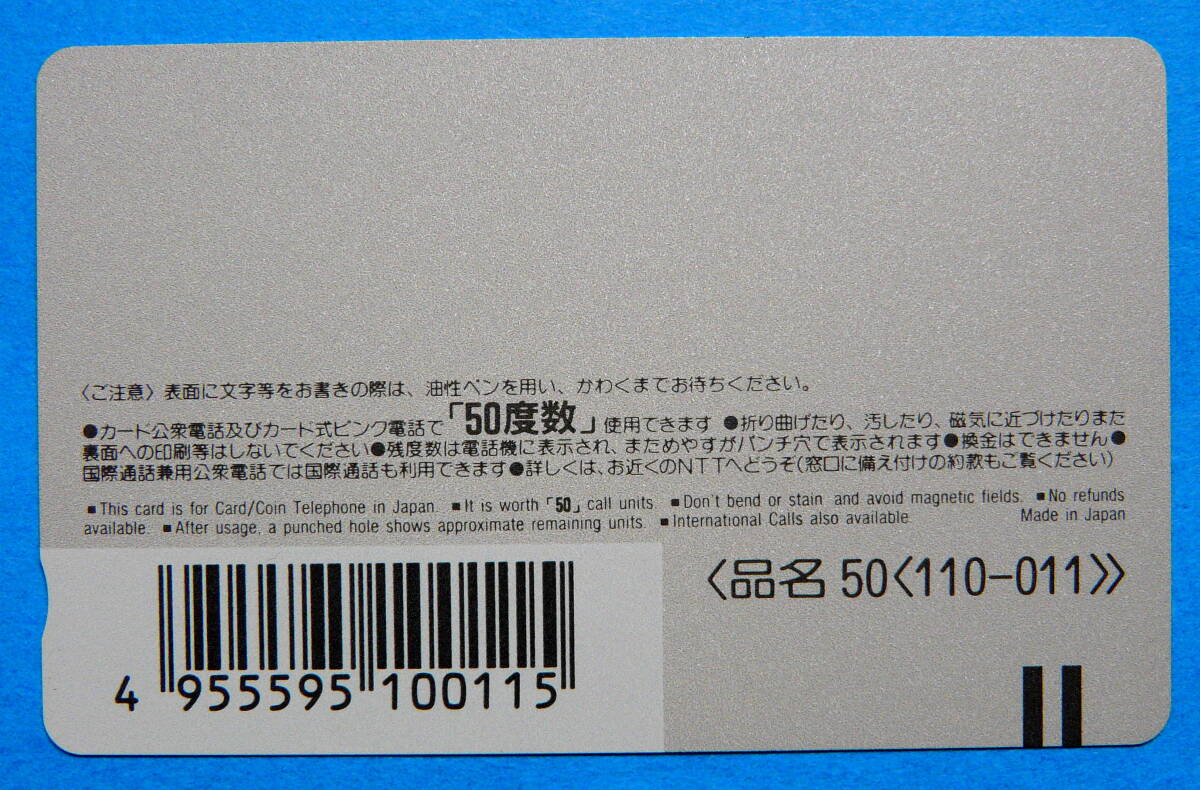 〈ご注意〉表面に文字等をお書きの際は、油性ペンを用い、かわくまでお待ちください。
●カード公衆電話及びカード式ピンク電話で「50度数」使用できます ●折り曲げたり、汚したり、磁気に近づけたりまた
裏面への印刷等はしないでください●残度数は電話機に表示され、まためやすがパンチ穴で表示されます●換金はできません●
国際通話兼用公衆電話では国際通話も利用できます●詳しくは、お近くのNTTへどうぞ(窓口に備え付けの約款もご覧ください)
■This card is for Card/Coin Telephone in Japan. ■It is worth「50」call units. ■Don't bend or stain and avoid magnetic fields. ■No refunds
available. ■After usage, a punched hole shows approximate remaining units. ■International Calls also available. Made in Japan
〈品名 50〈110-011〉〉
4 955595 100115